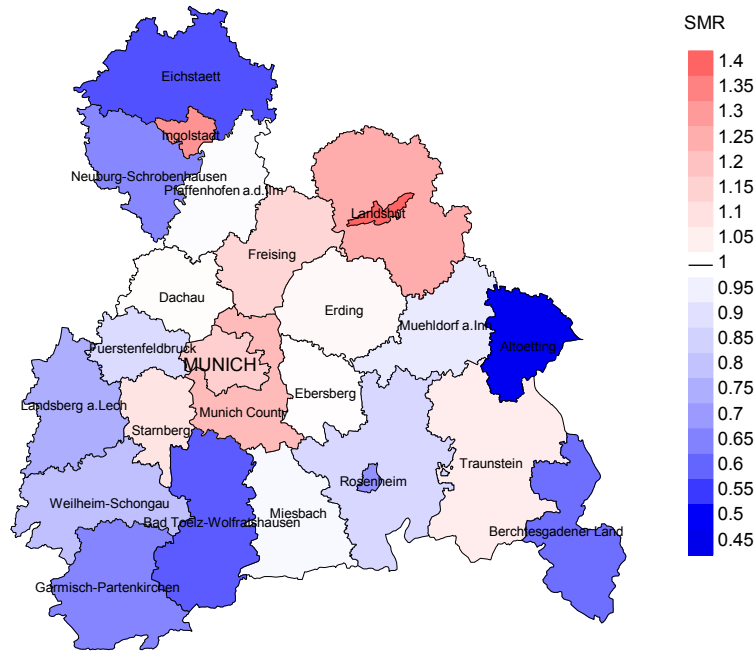 SMR
1.4
1.35
1.3
1.25
1.2
1.15
1.1
1.05
1
0.95
0.9
0.85
0.8
0.75
0.7
0.65
0.6
0.55
0.5
0.45
Eichstaett
Ingolstadt
Neuburg-Schrobenhausen
Pfaffenhofen a.d.Ilm
Landshut
Freising
Dachau
Erding
Muehldorf a.Inn
Altoetting
Fuerstenfeldbruck
MUNICH
Ebersberg
Landsberg a.Lech
Munich County
Starnberg
Traunstein
Rosenheim
Weilheim-Schongau
Miesbach
Bad Toelz-Wolfratshausen
Berchtesgadener Land
Garmisch-Partenkirchen